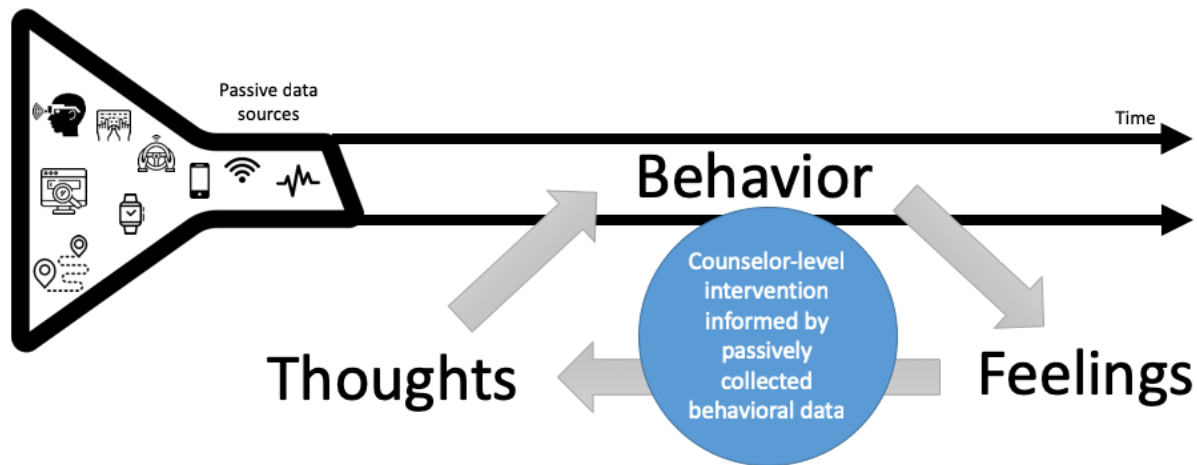 Passive data
sources
Time
Behavior
Counselor-level
intervention
informed by
passively
collected
behavioral data
Thoughts
Feelings